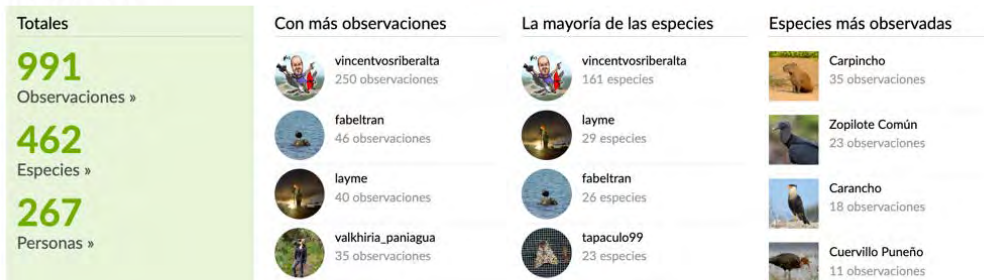 Totales
991
Observaciones »
462
Especies »
267
Personas »
Con más observaciones
vincentvosriberalta
250 observaciones
fabeltran
46 observaciones
layme
40 observaciones
valkhiria_paniagua
35 observaciones
La mayoría de las especies
vincentvosriberalta
161 especies
layme
29 especies
fabeltran
26 especies
tapaculo99
23 especies
Especies más observadas
Carpincho
35 observaciones
Zopilote Común
23 observaciones
Carancho
18 observaciones
Cuervillo Puneño
11 observaciones